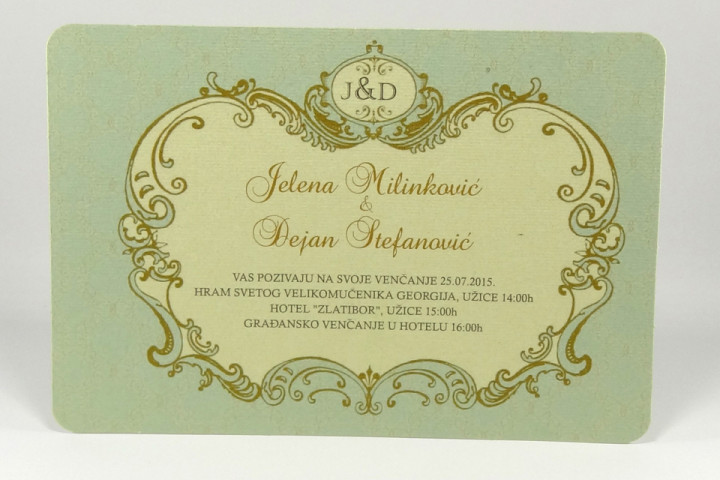 J&D
Jelena Milinković
&
Dejan Stefanović
VAS POZIVAJU NA SVOJE VENČANJE 25.07.2015.
HRAM SVETOG VELIKOMUČENIKA GEORGIJA, UŽICE 14:00h
HOTEL "ZLATIBOR", UŽICE 15:00h
GRAĐANSKO VENČANJE U HOTELU 16:00h